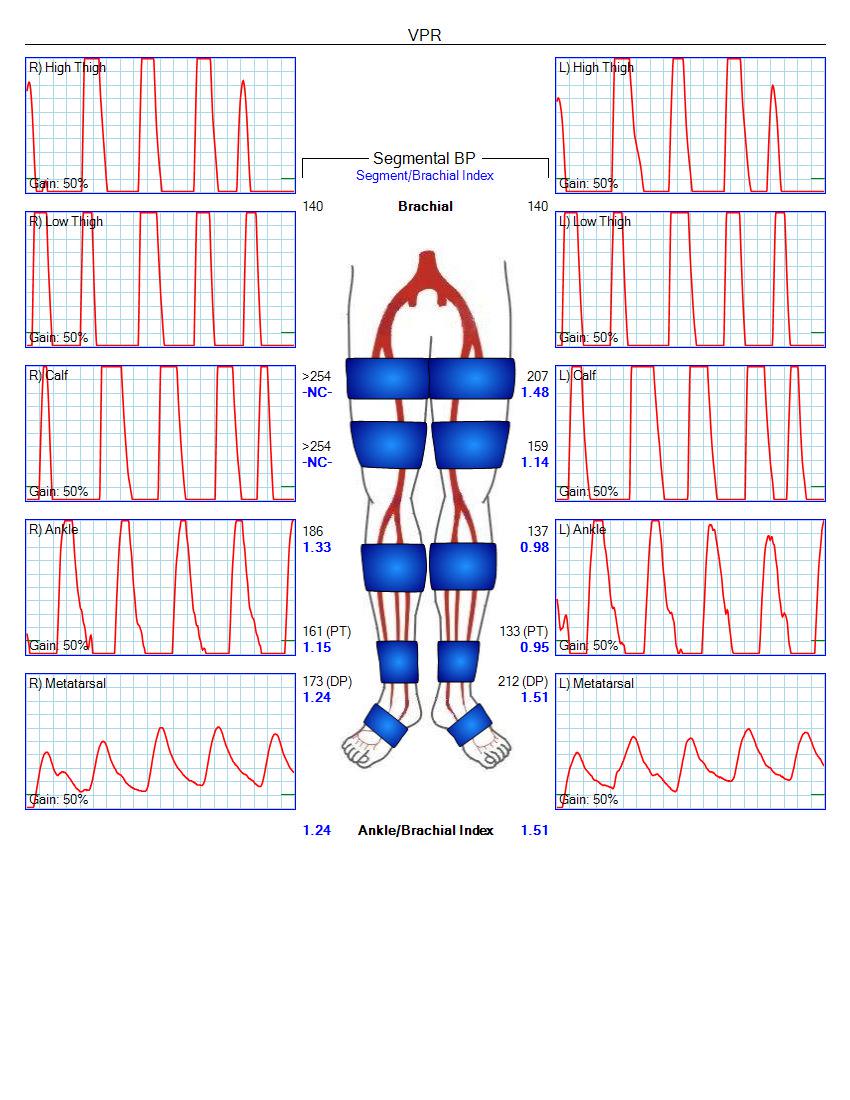 VPR
R) High Thigh
Gain: 50%
R) Low Thigh
Gain: 50%
R) Calf
Gain: 50%
R) Ankle
Gain: 50%
R) Metatarsal
Gain: 50%
Segmental BP
Segment/Brachial Index
140 Brachial 140
>254 207
-NC- 1.48
>254 159
-NC- 1.14
186 137
1.33 0.98
161 (PT) 133 (PT)
1.15 0.95
173 (DP) 212 (DP)
1.24 1.51
1.24 Ankle/Brachial Index 1.51
L) High Thigh
Gain: 50%
L) Low Thigh
Gain: 50%
L) Calf
Gain: 50%
L) Ankle
Gain: 50%
L) Metatarsal
Gain: 50%